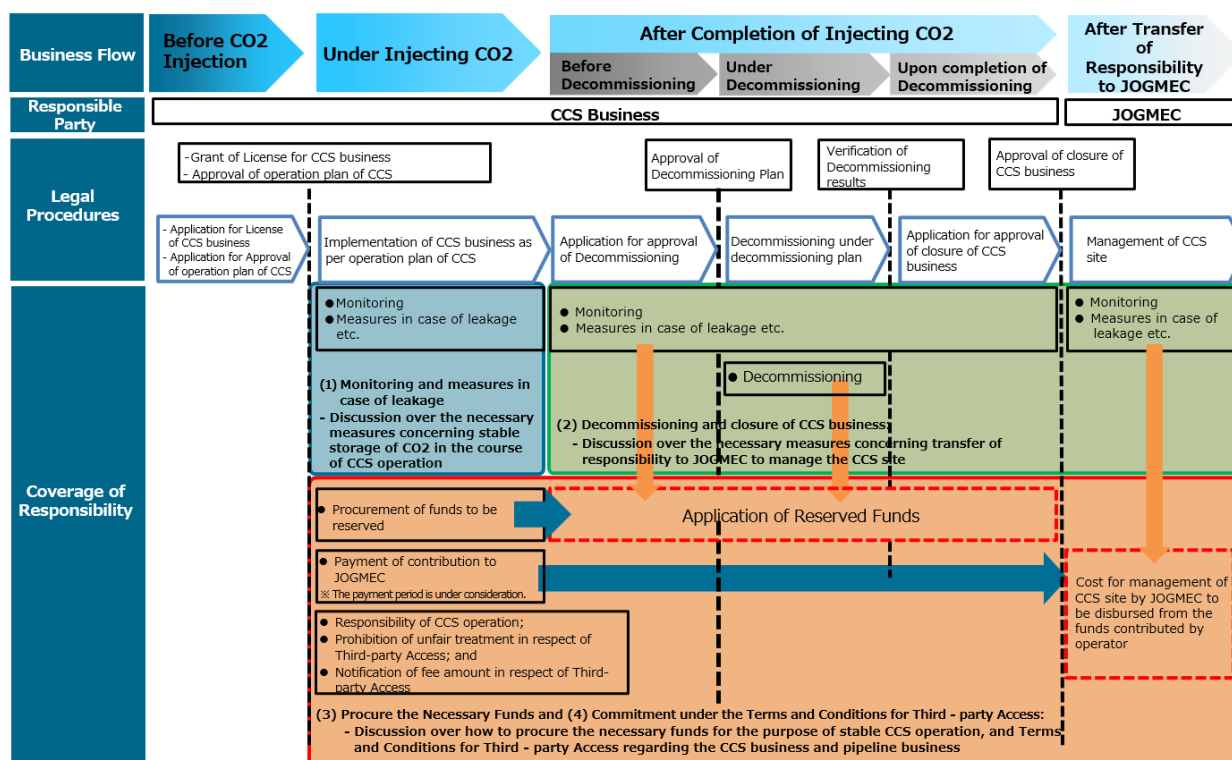 Business Flow
Before CO2
Injection
Under Injecting CO2
After Completion of Injecting CO2
Before
Decommissioning
Under
Decommissioning
Upon completion of
Decommissioning
After Transfer
of
Responsibility
to JOGMEC
Responsible
Party
CCS Business
JOGMEC
Legal
Procedures
-Grant of License for CCS business
- Approval of operation plan of CCS
Approval of
Decommissioning Plan
Verification of
Decommissioning
results
Approval of closure of
CCS business
- Application for License
of CCS business
- Application for Approval
of operation plan of CCS
Implementation of CCS business as
per operation plan of CCS
Application for approval
of Decommissioning
Decommissioning under
decommissioning plan
Application for approval
of closure of CCS
business
Management of CCS
site
Coverage of
Responsibility
● Monitoring
● Measures in case of leakage
etc.
● Monitoring
● Measures in case of leakage etc.
● Monitoring
● Measures in case of
leakage etc.
● Decommissioning
(1) Monitoring and measures in
case of leakage
- Discussion over the necessary
measures concerning stable
storage of CO2 in the course
of CCS operation
(2) Decommissioning and closure of CCS business:
- Discussion over the necessary measures concerning transfer of
responsibility to JOGMEC to manage the CCS site
● Procurement of funds to be
reserved
Application of Reserved Funds
● Payment of contribution to
JOGMEC
※ The payment period is under consideration.
Cost for management of
CCS site by JOGMEC to
be disbursed from the
funds contributed by
operator
● Responsibility of CCS operation;
● Prohibition of unfair treatment in respect of
Third-party Access; and
● Notification of fee amount in respect of Third-
party Access
(3) Procure the Necessary Funds and (4) Commitment under the Terms and Conditions for Third - party Access:
- Discussion over how to procure the necessary funds for the purpose of stable CCS operation, and Terms
and Conditions for Third - party Access regarding the CCS business and pipeline business